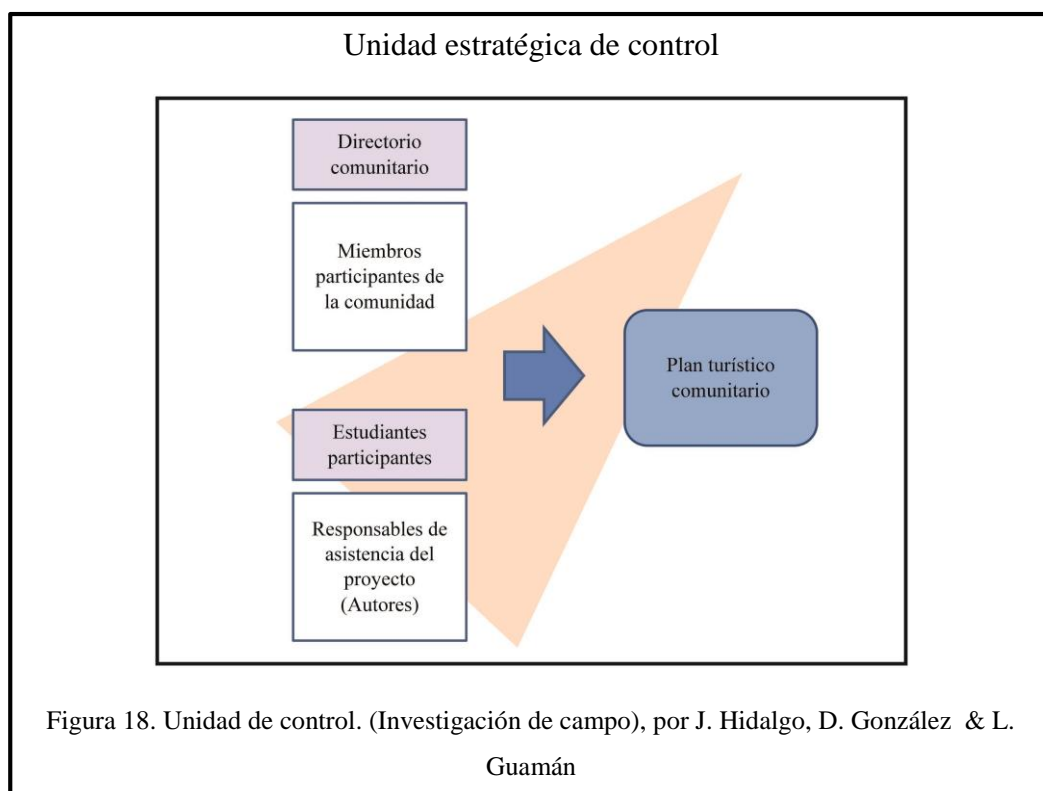 Unidad estratégica de control
Directorio
comunitario
Miembros
participantes de
la comunidad
Estudiantes
participantes
Responsables de
asistencia del
proyecto
(Autores)
Plan turístico
comunitario
Figura 18. Unidad de control. (Investigación de campo), por J. Hidalgo, D. González & L.
Guamán